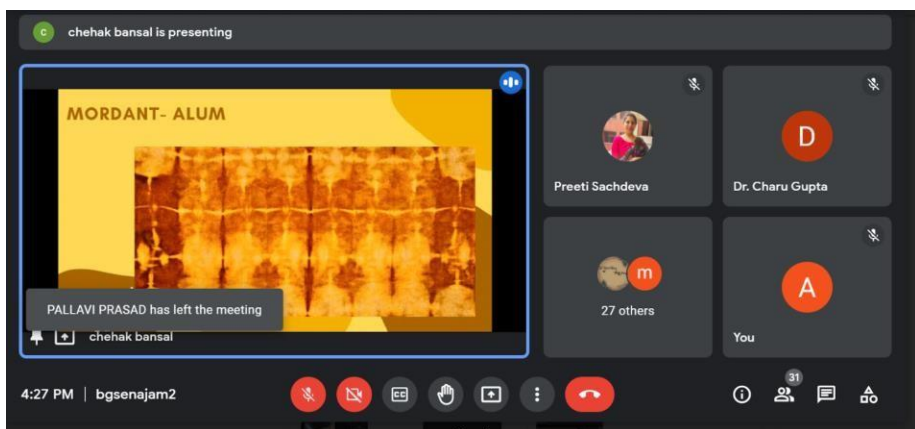 c chehak bansal is presenting
MORDANT- ALUM
Preeti Sachdeva
D
Dr. Charu Gupta
PALLAVI PRASAD has left the meeting
chehak bansal
m
27 others
A
You
4:27 PM | bgsenajam2
CC
31